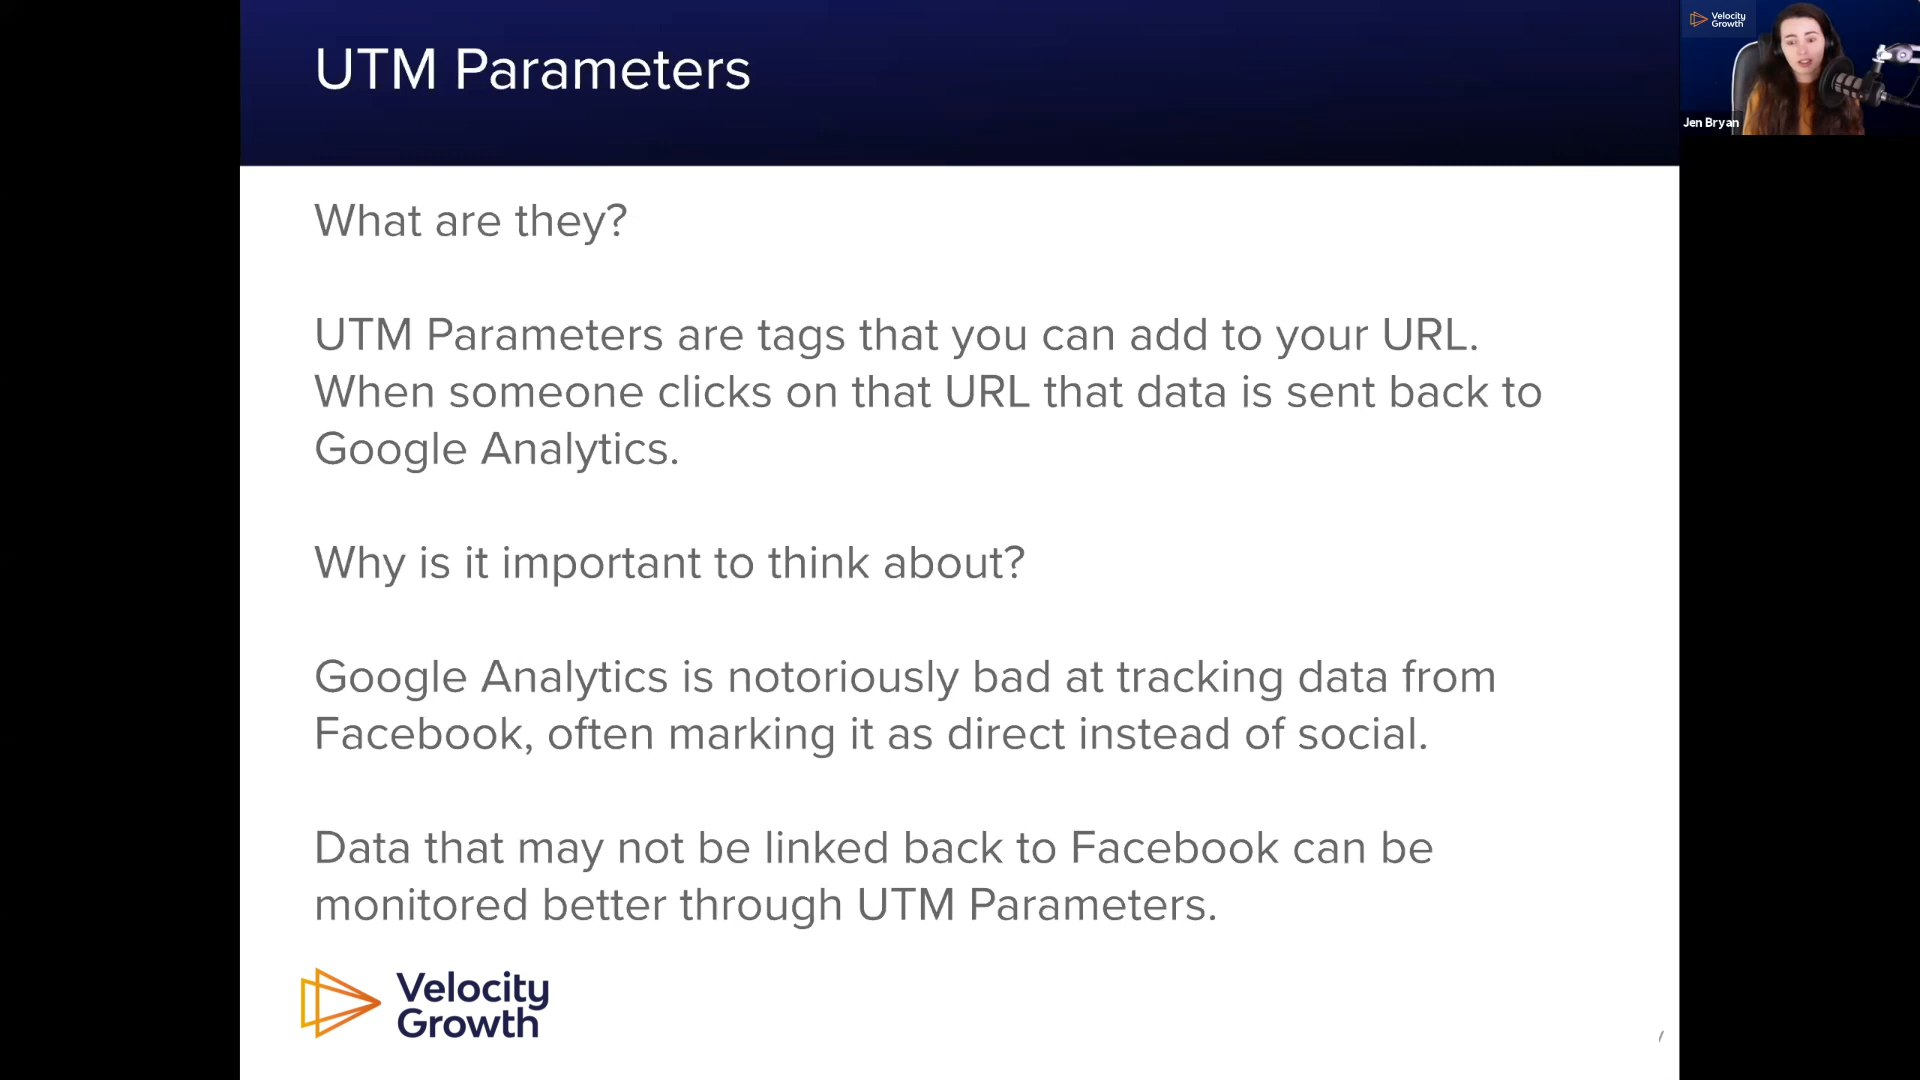 UTM Parameters
Velocity
Growth
Jen Bryan
What are they?
UTM Parameters are tags that you can add to your URL.
When someone clicks on that URL that data is sent back to
Google Analytics.
Why is it important to think about?
Google Analytics is notoriously bad at tracking data from
Facebook, often marking it as direct instead of social.
Data that may not be linked back to Facebook can be
monitored better through UTM Parameters.
Velocity
Growth